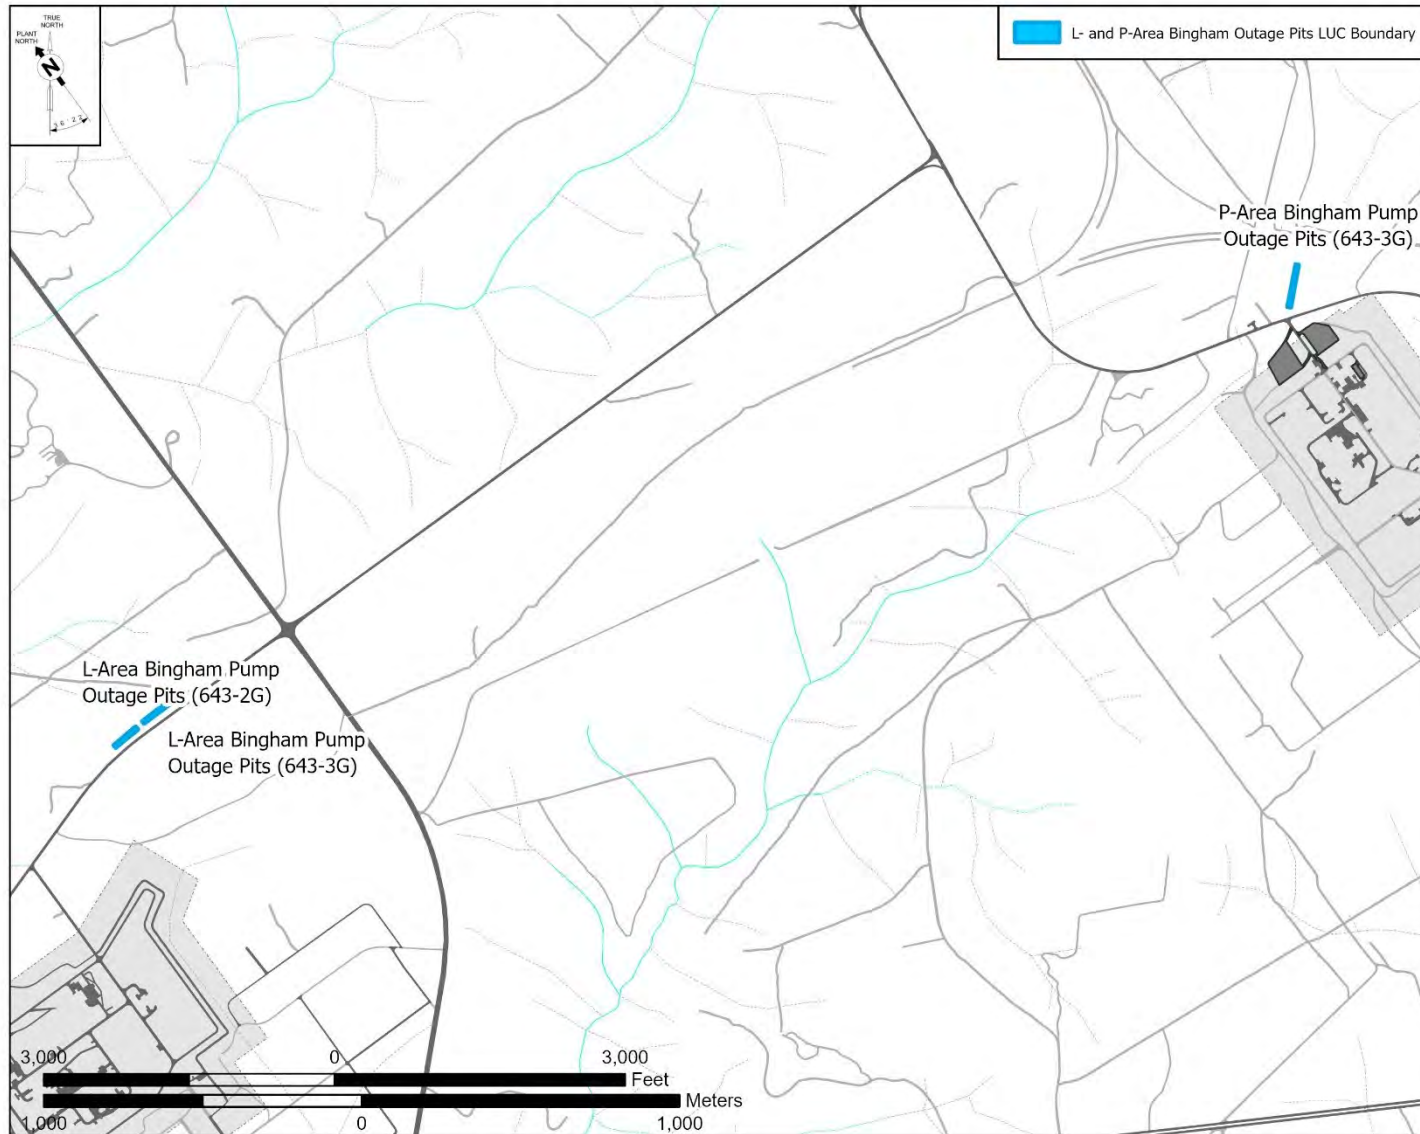 TRUE
NORTH
PLANT
NORTH
N
L- and P-Area Bingham Outage Pits LUC Boundary
P-Area Bingham Pump
Outage Pits (643-3G)
L-Area Bingham Pump
Outage Pits (643-2G)
L-Area Bingham Pump
Outage Pits (643-3G)
3,000 0 3,000
Feet
Meters
1,000 0 1,000